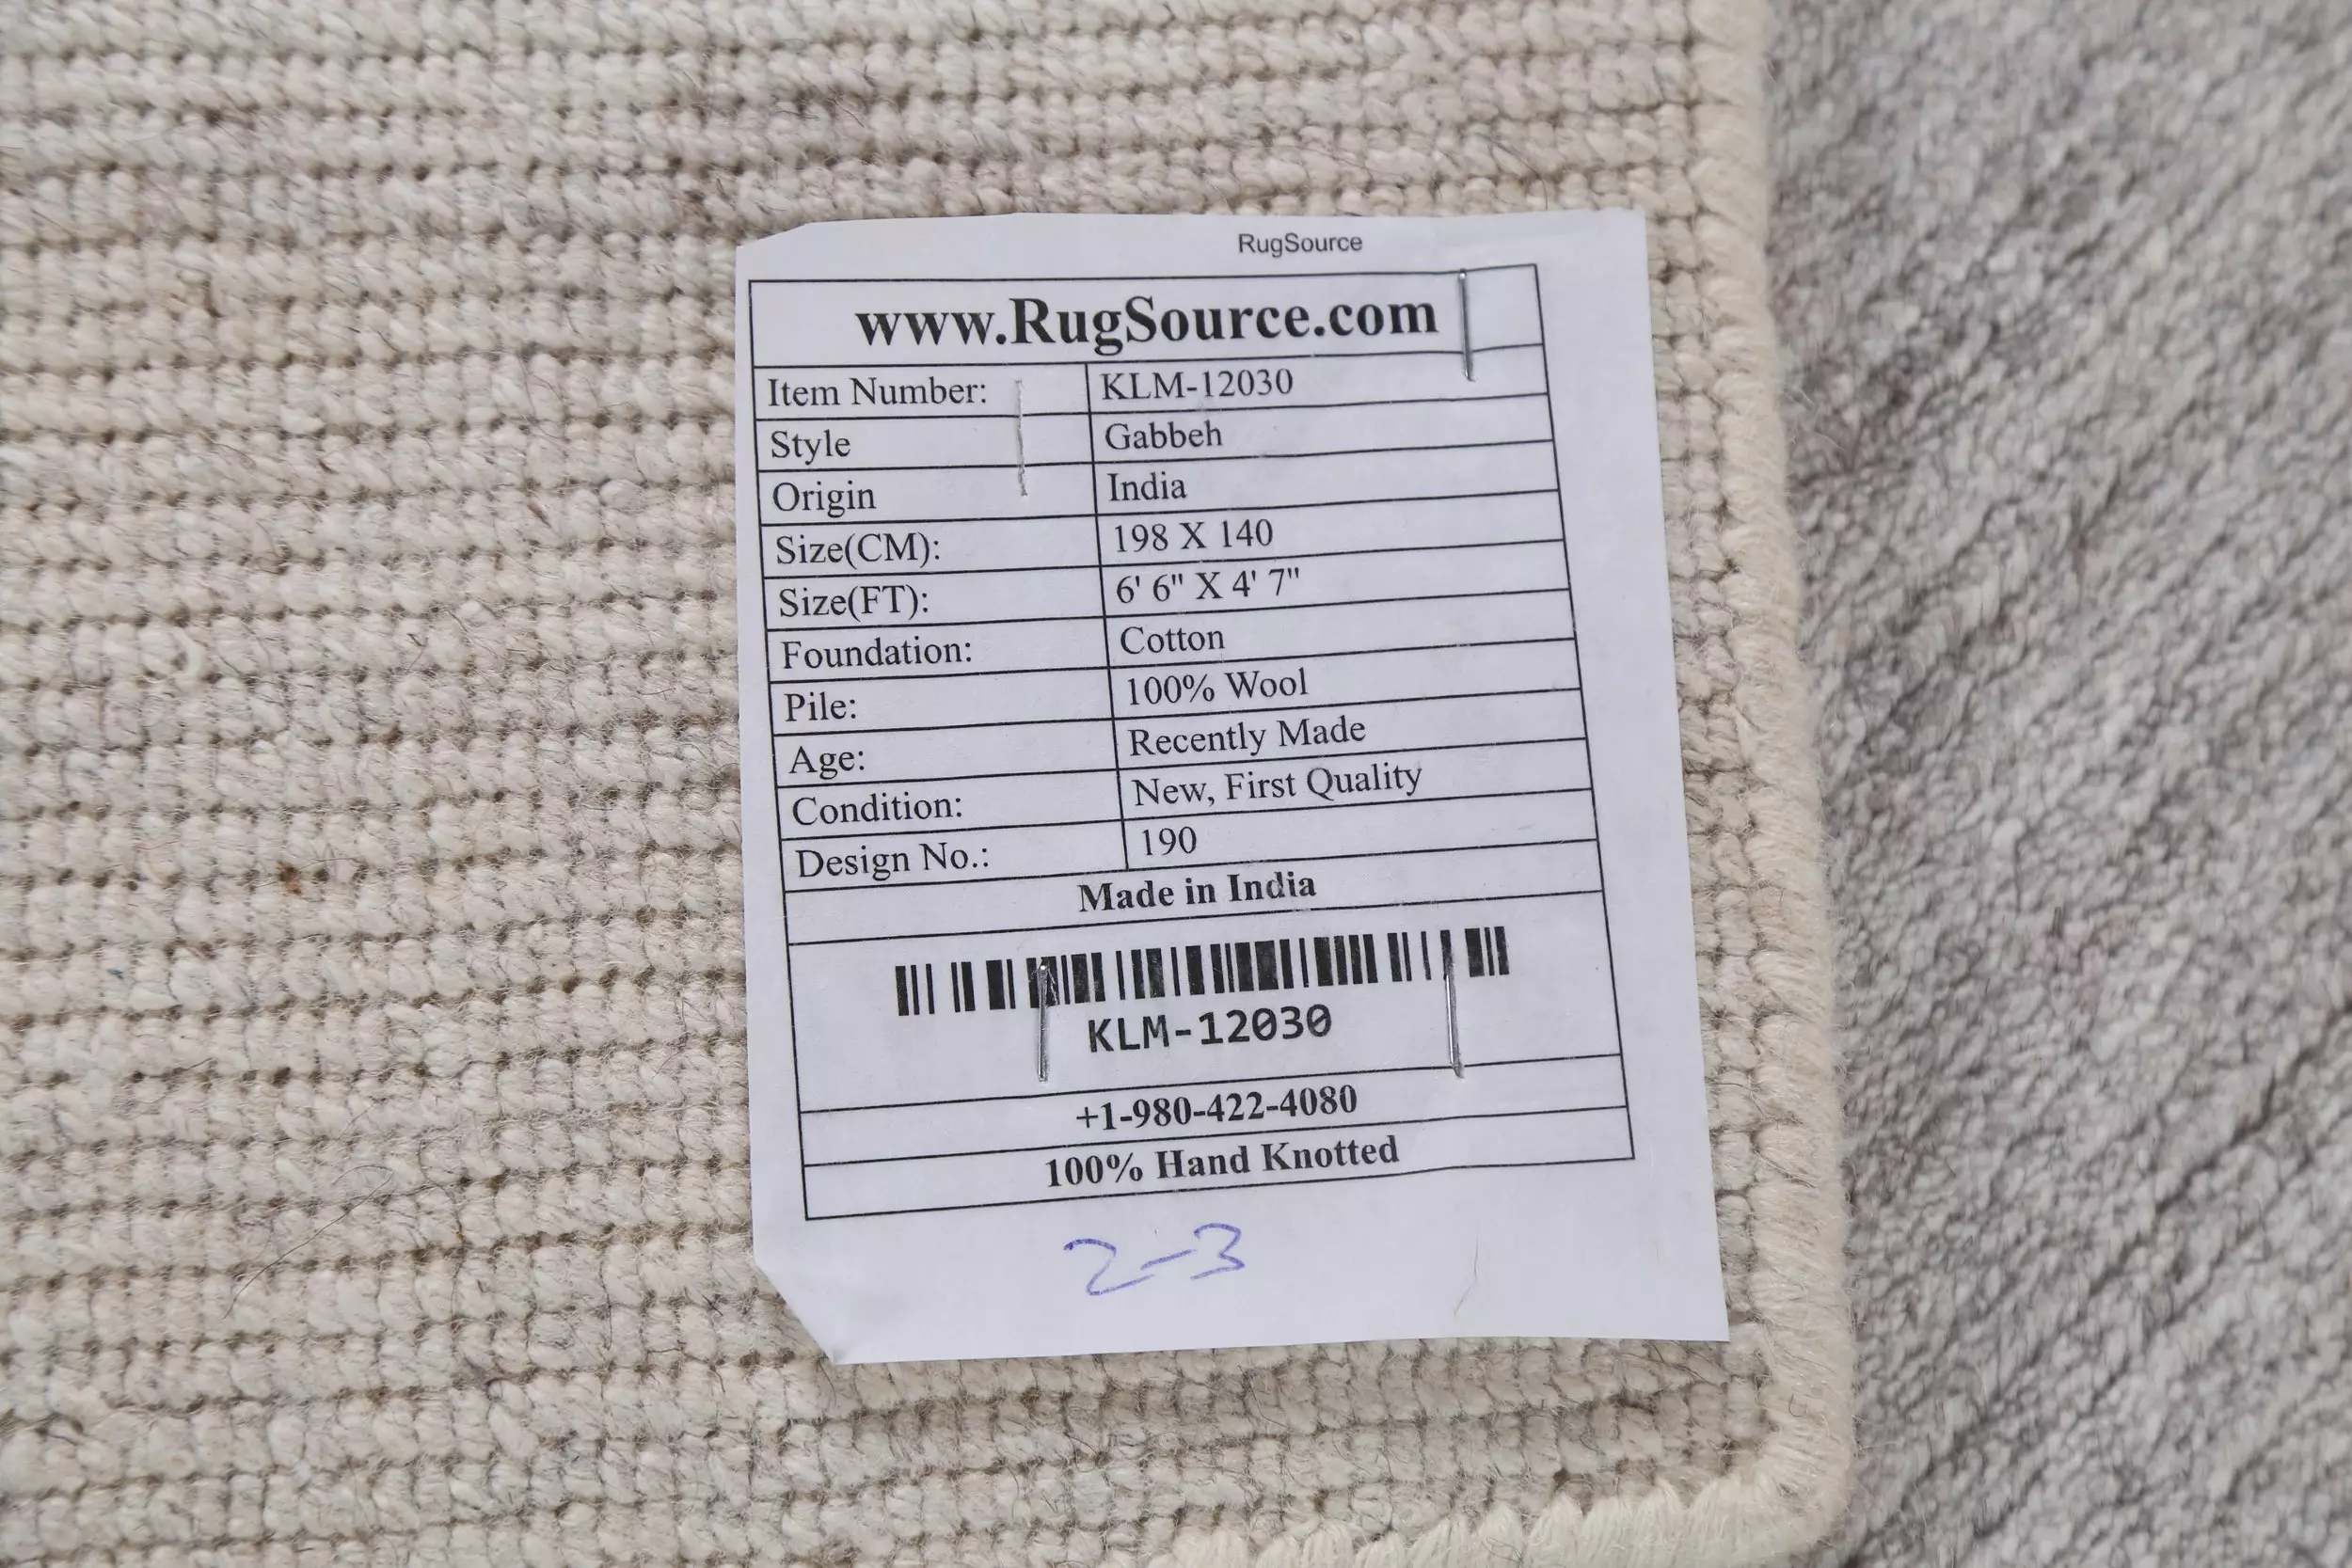 RugSource
www.RugSource.com
Item Number: KLM-12030
Style Gabbeh
Origin India
Size(CM): 198 X 140
Size(FT): 6' 6" X 4' 7"
Foundation: Cotton
Pile: 100% Wool
Age: Recently Made
Condition: New, First Quality
Design No.: 190
Made in India
KLM-12030
+1-980-422-4080
100% Hand Knotted
2-3